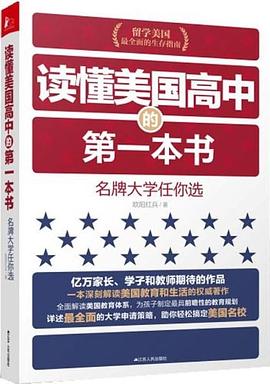 留学美国
最全面的生存指南
读懂美国高中
的
第一本书
名牌大学任你选
欧阳红兵 著
亿万家长、学子和教师期待的作品
一本深刻解读美国教育和生活的权威著作
全面解读美国教育体系，为孩子制定最具前瞻性的教育规划
详述最全面的大学申请策略，助你轻松搞定美国名校
江苏人民出版社
读懂美国高中的第一本书
名牌大学任你选